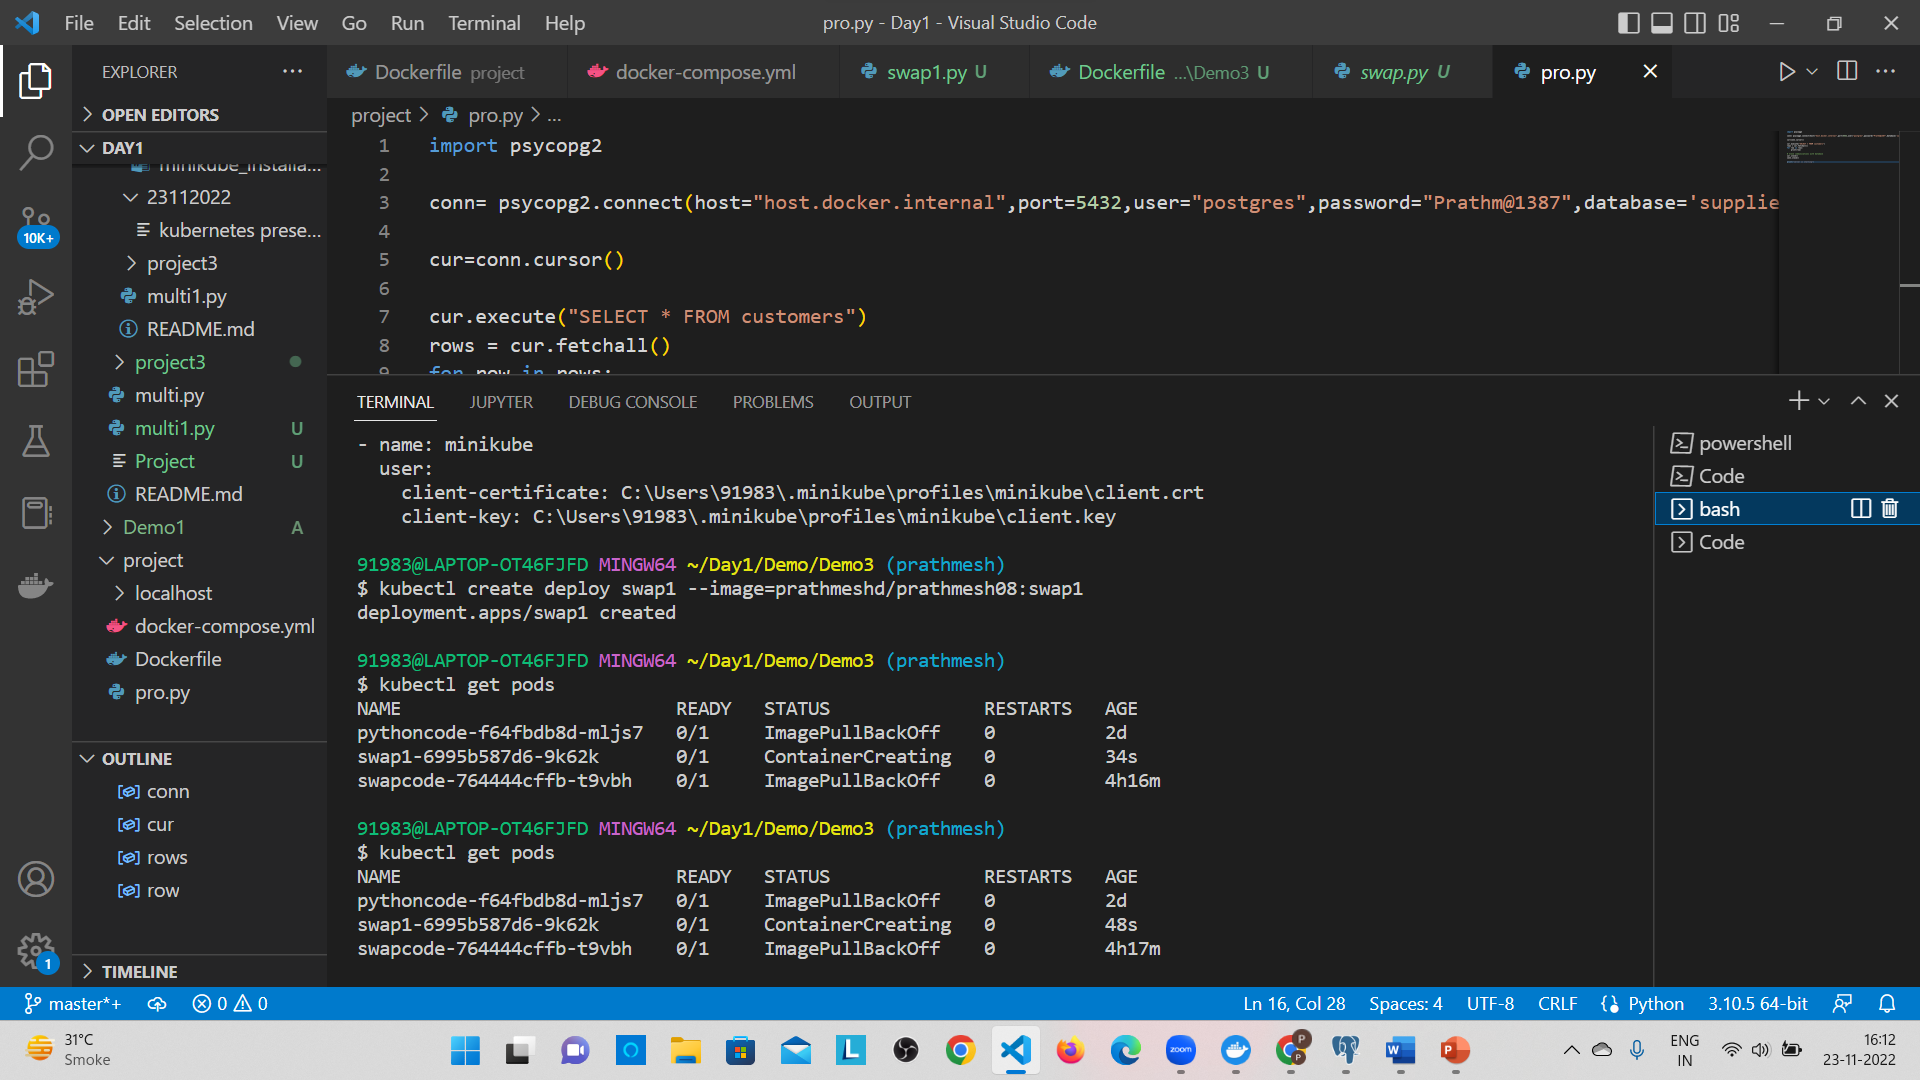 File Edit Selection View Go Run Terminal Help
pro.py - Day1 - Visual Studio Code
EXPLORER
Dockerfile project
docker-compose.yml
swap1.py U
Dockerfile ...\Demo3 U
swap.py U
pro.py
OPEN EDITORS
DAY1
minikube_installa...
23112022
kubernetes prese...
project3
multi1.py
README.md
project3
multi.py
multi1.py U
Project U
README.md
Demo1 A
project
localhost
docker-compose.yml
Dockerfile
pro.py
OUTLINE
conn
cur
rows
row
TIMELINE
10K+
1
project > pro.py > ...
1 import psycopg2
2
3 conn= psycopg2.connect(host="host.docker.internal",port=5432,user="postgres",password="Prathm@1387",database='supplie
4
5 cur=conn.cursor()
6
7 cur.execute("SELECT * FROM customers")
8 rows = cur.fetchall()
9 for row in rows:
TERMINAL JUPYTER DEBUG CONSOLE PROBLEMS OUTPUT
- name: minikube
  user:
    client-certificate: C:\Users\91983\.minikube\profiles\minikube\client.crt
    client-key: C:\Users\91983\.minikube\profiles\minikube\client.key
91983@LAPTOP-OT46FJFD MINGW64 ~/Day1/Demo/Demo3 (prathmesh)
$ kubectl create deploy swap1 --image=prathmeshd/prathmesh08:swap1
deployment.apps/swap1 created
91983@LAPTOP-OT46FJFD MINGW64 ~/Day1/Demo/Demo3 (prathmesh)
$ kubectl get pods
NAME READY STATUS RESTARTS AGE
pythoncode-f64fbdb8d-mljs7 0/1 ImagePullBackOff 0 2d
swap1-6995b587d6-9k62k 0/1 ContainerCreating 0 34s
swapcode-764444cffb-t9vbh 0/1 ImagePullBackOff 0 4h16m
91983@LAPTOP-OT46FJFD MINGW64 ~/Day1/Demo/Demo3 (prathmesh)
$ kubectl get pods
NAME READY STATUS RESTARTS AGE
pythoncode-f64fbdb8d-mljs7 0/1 ImagePullBackOff 0 2d
swap1-6995b587d6-9k62k 0/1 ContainerCreating 0 48s
swapcode-764444cffb-t9vbh 0/1 ImagePullBackOff 0 4h17m
powershell
Code
bash
Code
master*+ 0 0
Ln 16, Col 28 Spaces: 4 UTF-8 CRLF Python 3.10.5 64-bit
31°C
Smoke
zoom
ENG
IN
16:12
23-11-2022